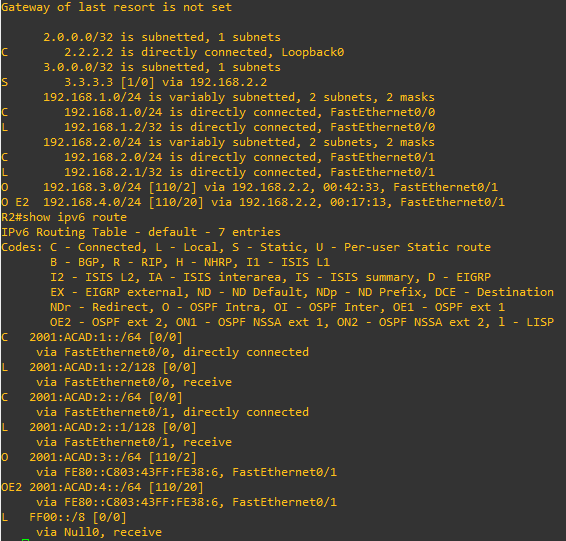 Gateway of last resort is not set
2.0.0.0/32 is subnetted, 1 subnets
C 2.2.2.2 is directly connected, Loopback0
3.0.0.0/32 is subnetted, 1 subnets
S 3.3.3.3 [1/0] via 192.168.2.2
192.168.1.0/24 is variably subnetted, 2 subnets, 2 masks
C 192.168.1.0/24 is directly connected, FastEthernet0/0
L 192.168.1.2/32 is directly connected, FastEthernet0/0
192.168.2.0/24 is variably subnetted, 2 subnets, 2 masks
C 192.168.2.0/24 is directly connected, FastEthernet0/1
L 192.168.2.1/32 is directly connected, FastEthernet0/1
O 192.168.3.0/24 [110/2] via 192.168.2.2, 00:42:33, FastEthernet0/1
O E2 192.168.4.0/24 [110/20] via 192.168.2.2, 00:17:13, FastEthernet0/1
R2#show ipv6 route
IPv6 Routing Table - default - 7 entries
Codes: C - Connected, L - Local, S - Static, U - Per-user Static route
B - BGP, R - RIP, H - NHRP, I1 - ISIS L1
I2 - ISIS L2, IA - ISIS interarea, IS - ISIS summary, D - EIGRP
EX - EIGRP external, ND - ND Default, NDp - ND Prefix, DCE - Destination
NDr - Redirect, O - OSPF Intra, OI - OSPF Inter, OE1 - OSPF ext 1
OE2 - OSPF ext 2, ON1 - OSPF NSSA ext 1, ON2 - OSPF NSSA ext 2, l - LISP
C 2001:ACAD:1::/64 [0/0]
via FastEthernet0/0, directly connected
L 2001:ACAD:1::2/128 [0/0]
via FastEthernet0/0, receive
C 2001:ACAD:2::/64 [0/0]
via FastEthernet0/1, directly connected
L 2001:ACAD:2::1/128 [0/0]
via FastEthernet0/1, receive
O 2001:ACAD:3::/64 [110/2]
via FE80::C803:43FF:FE38:6, FastEthernet0/1
OE2 2001:ACAD:4::/64 [110/20]
via FE80::C803:43FF:FE38:6, FastEthernet0/1
L FF00::/8 [0/0]
via Null0, receive